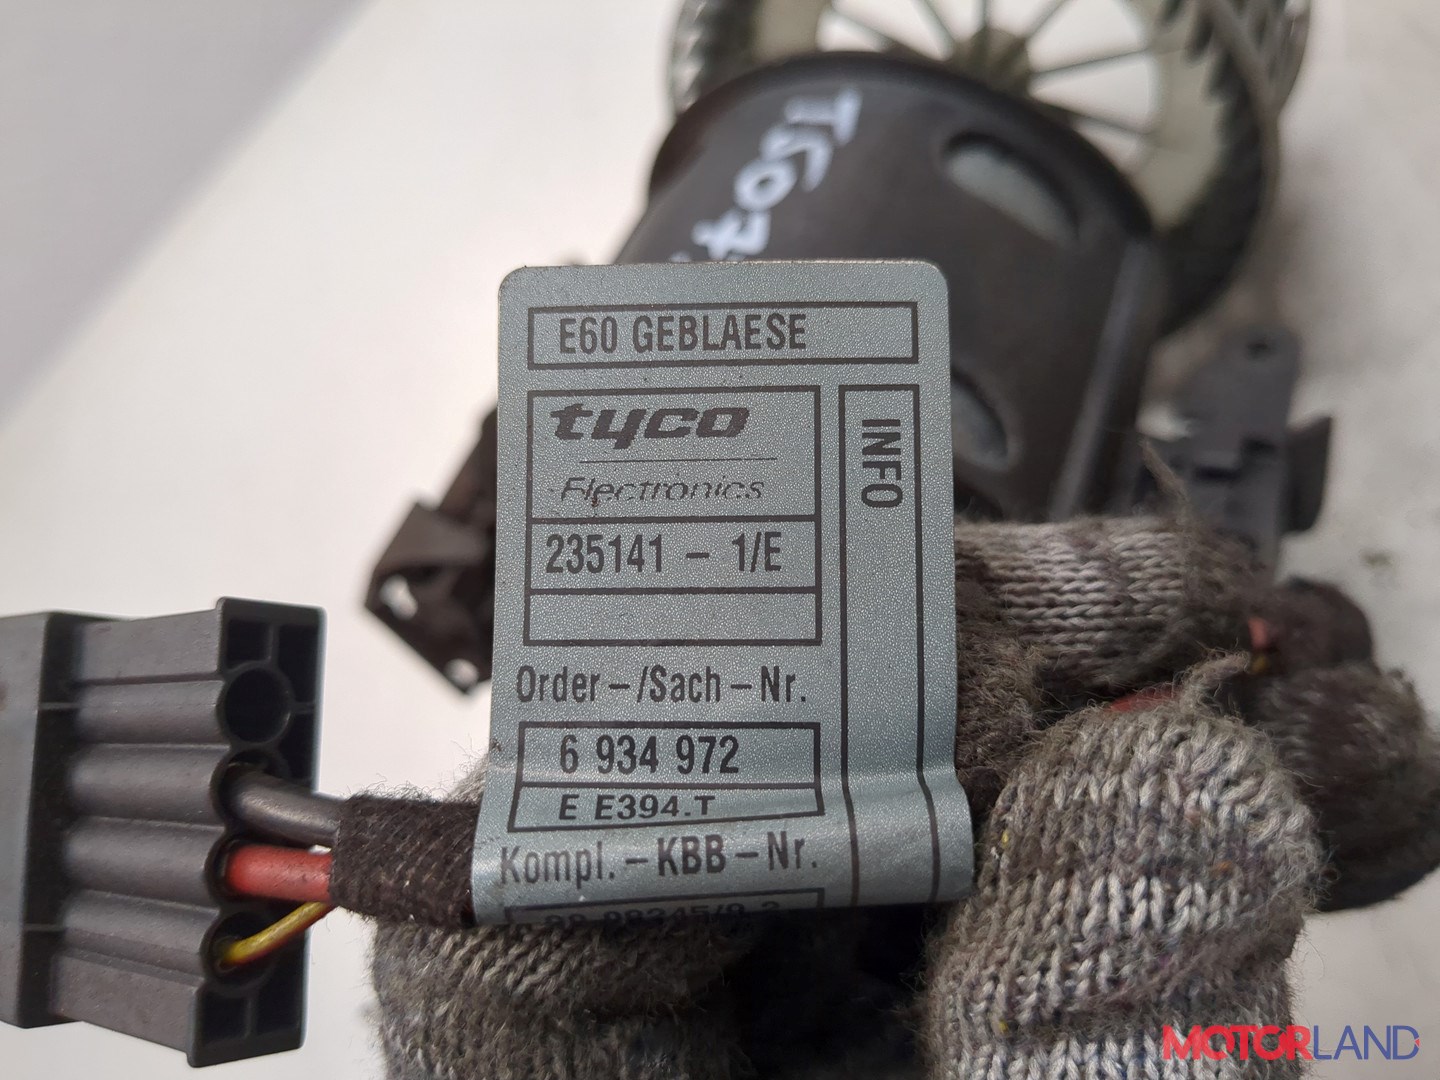 E60 GEBLAESE
tyco
Electronics
INFO
235141 - 1/E
Order-/Sach-Nr.
6 934 972
E E394.T
Kompl.-KBB-Nr.
MOTORLAND